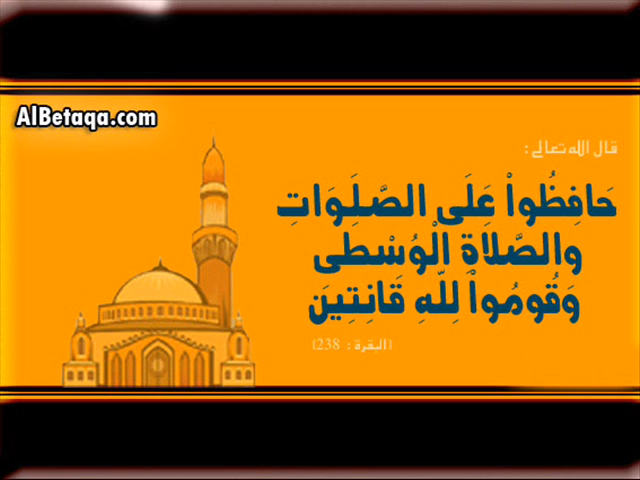 AlBetaqa.com
قال الله تعالى :
حَافِظُواْ عَلَى الصَّلَوَاتِ
والصَّلاَةِ الْوُسْطَى
وَقُومُواْ لِلّهِ قَانِتِينَ
(البقرة : 238)